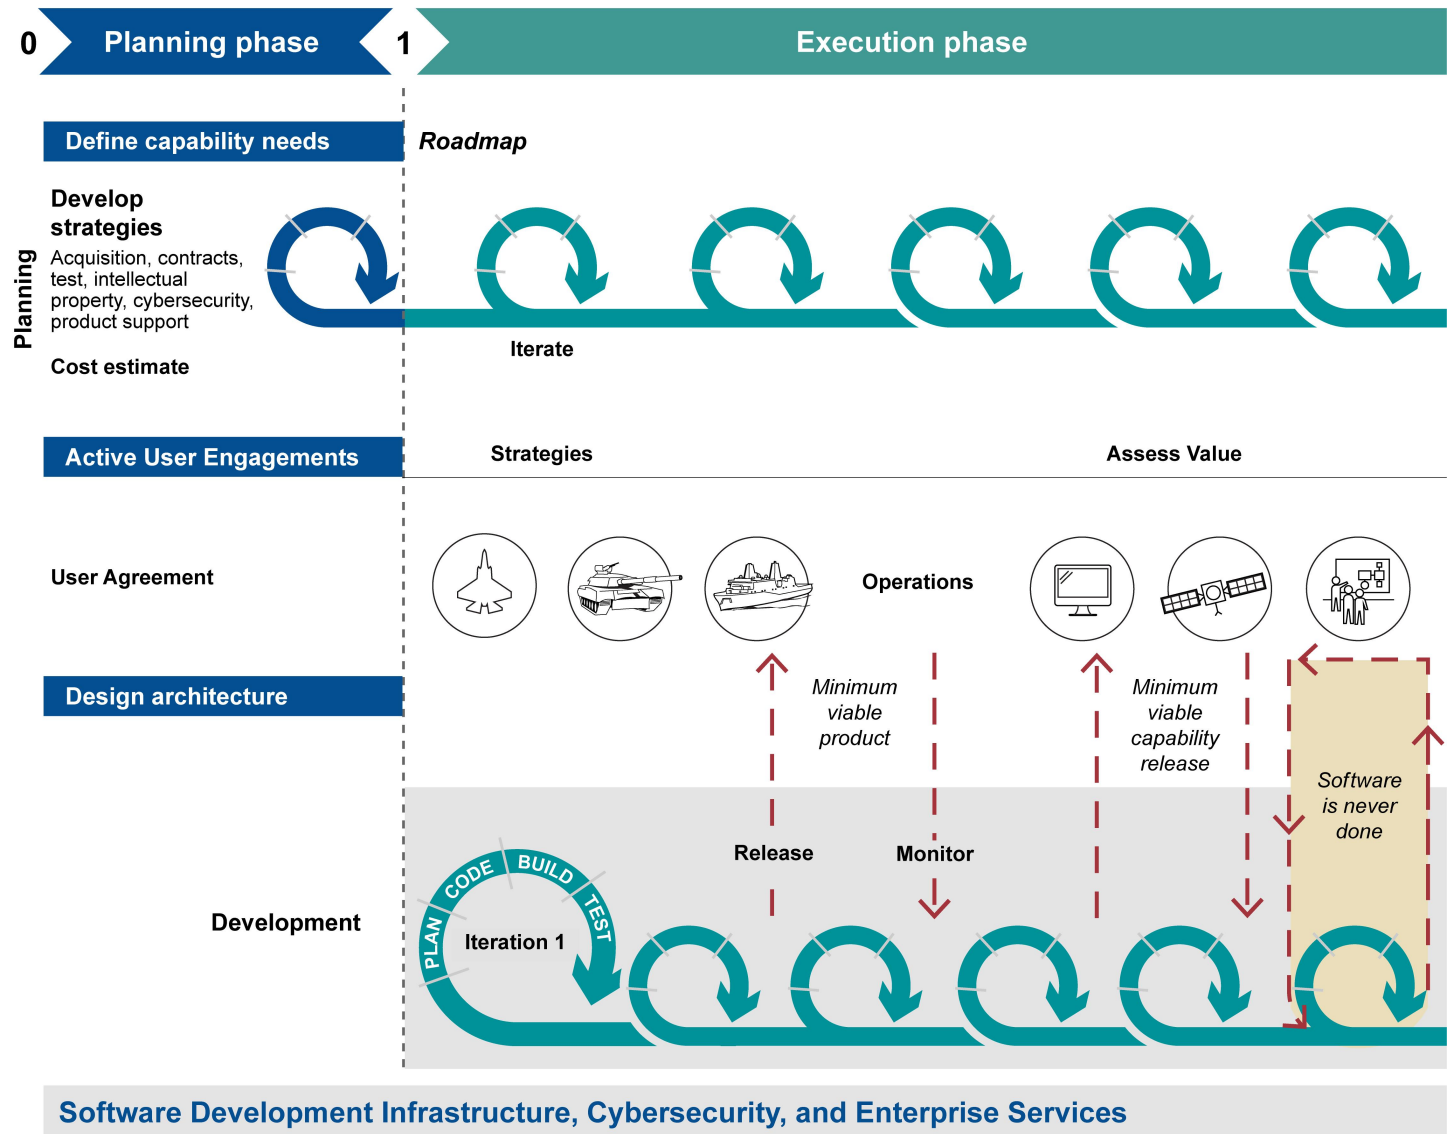 0
Planning phase
1
Execution phase
Define capability needs
Roadmap
Planning
Develop
strategies
Acquisition, contracts,
test, intellectual
property, cybersecurity,
product support
Cost estimate
Iterate
Active User Engagements
Strategies
Assess Value
User Agreement
Operations
Design architecture
Minimum
viable
product
Minimum
viable
capability
release
Software
is never
done
Release
Monitor
Development
PLAN
CODE
BUILD
TEST
Iteration 1
Software Development Infrastructure, Cybersecurity, and Enterprise Services